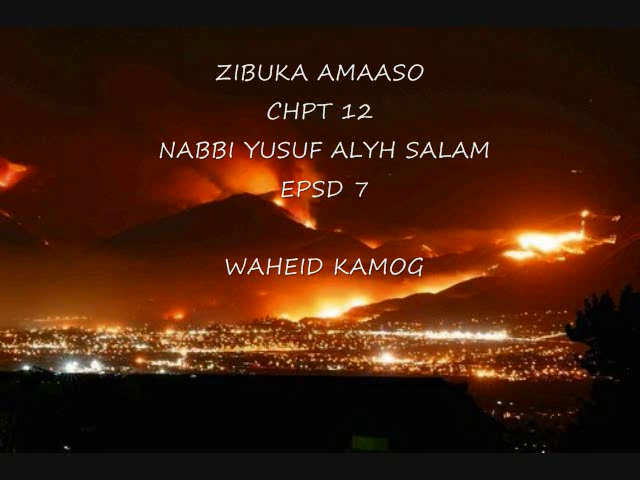 ZIBUKA AMAASO
CHPT 12
NABBI YUSUF ALYH SALAM
EPSD 7
WAHEID KAMOG